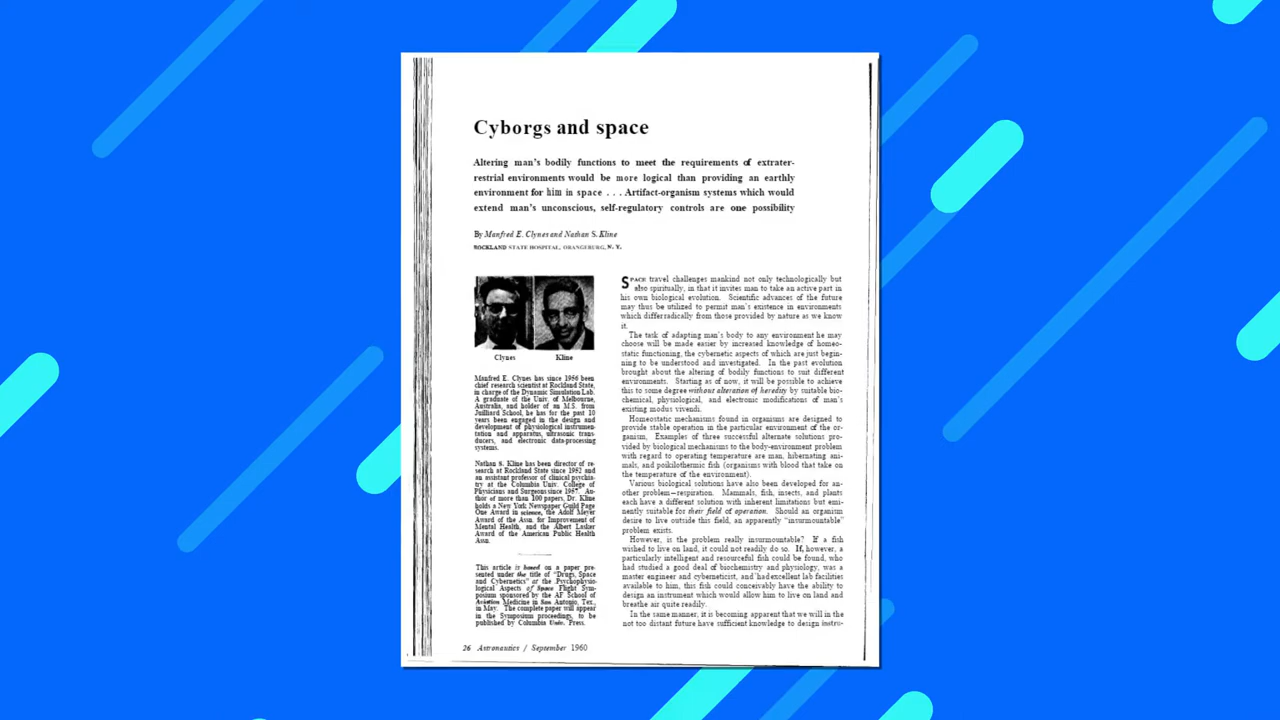 Cyborgs and space
Altering man's bodily functions to meet the requirements of extrater-
restrial environments would be more logical than providing an earthly
environment for him in space . . . Artifact-organism systems which would
extend man's unconscious, self-regulatory controls are one possibility
By Manfred E. Clynes and Nathan S. Kline
ROCKLAND STATE HOSPITAL, ORANGEBURG, N. Y.
Clynes Kline
Manfred E. Clynes has since 1956 been
chief research scientist at Rockland State,
in charge of the Dynamic Simulation Lab.
A graduate of the Univ. of Melbourne,
Australia, and holder of an M.S. from
Juilliard School, he has for the past 10
years been engaged in the design and
development of physiological instrumen-
tation and apparatus, ultrasonic trans-
ducers, and electronic data-processing
systems.
Nathan S. Kline has been director of re-
search at Rockland State since 1952 and
an assistant professor of clinical psychia-
try at the Columbia Univ. College of
Physicians and Surgeons since 1957. Au-
thor of more than 100 papers, Dr. Kline
holds a New York Newspaper Guild Page
One Award in science, the Adolf Meyer
Award of the Assn. for Improvement of
Mental Health, and the Albert Lasker
Award of the American Public Health
Assn.
This article is based on a paper pre-
sented under the title of "Drugs, Space
and Cybernetics" at the Psychophysio-
logical Aspects of Space Flight Sym-
posium sponsored by the AF School of
Aviation Medicine in San Antonio, Tex.,
in May. The complete paper will appear
in the Symposium proceedings, to be
published by Columbia Univ. Press.
SPACE travel challenges mankind not only technologically but
also spiritually, in that it invites man to take an active part in
his own biological evolution. Scientific advances of the future
may thus be utilized to permit man's existence in environments
which differ radically from those provided by nature as we know
it.
The task of adapting man's body to any environment he may
choose will be made easier by increased knowledge of homeo-
static functioning, the cybernetic aspects of which are just begin-
ning to be understood and investigated. In the past evolution
brought about the altering of bodily functions to suit different
environments. Starting as of now, it will be possible to achieve
this to some degree without alteration of heredity by suitable bio-
chemical, physiological, and electronic modifications of man's
existing modus vivendi.
Homeostatic mechanisms found in organisms are designed to
provide stable operation in the particular environment of the or-
ganism. Examples of three successful alternate solutions pro-
vided by biological mechanisms to the body-environment problem
with regard to operating temperature are man, hibernating ani-
mals, and poikilothermic fish (organisms with blood that take on
the temperature of the environment).
Various biological solutions have also been developed for an-
other problem—respiration. Mammals, fish, insects, and plants
each have a different solution with inherent limitations but emi-
nently suitable for their field of operation. Should an organism
desire to live outside this field, an apparently "insurmountable"
problem exists.
However, is the problem really insurmountable? If a fish
wished to live on land, it could not readily do so. If, however, a
particularly intelligent and resourceful fish could be found, who
had studied a good deal of biochemistry and physiology, was a
master engineer and cyberneticist, and had excellent lab facilities
available to him, this fish could conceivably have the ability to
design an instrument which would allow him to live on land and
breathe air quite readily.
In the same manner, it is becoming apparent that we will in the
not too distant future have sufficient knowledge to design instru-
26 Astronautics / September 1960